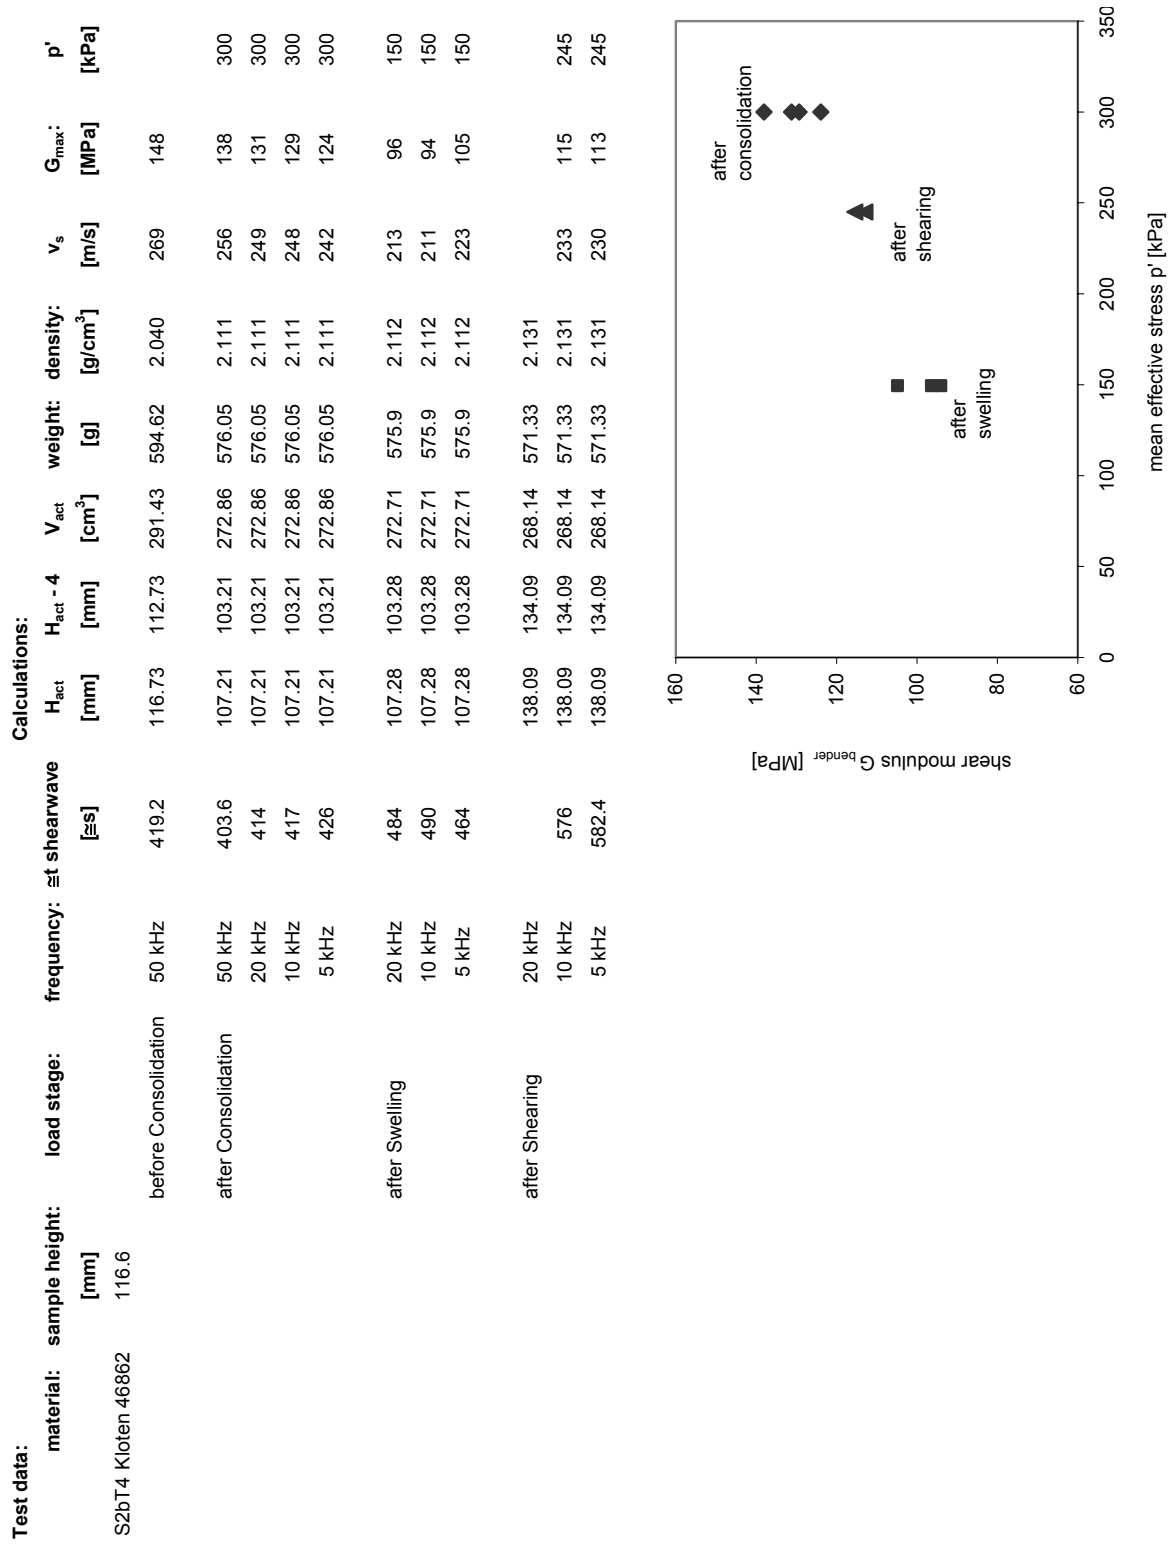 Test data:
Calculations:
material: sample height: load stage: frequency: ≅t shearwave Hact Hact - 4 Vact weight: density: vs Gmax: p'
[mm] [≅s] [mm] [mm] [cm3] [g] [g/cm3] [m/s] [MPa] [kPa]
S2bT4 Kloten 46862 116.6
before Consolidation 50 kHz 419.2 116.73 112.73 291.43 594.62 2.040 269 148
after Consolidation 50 kHz 403.6 107.21 103.21 272.86 576.05 2.111 256 138 300
20 kHz 414 107.21 103.21 272.86 576.05 2.111 249 131 300
10 kHz 417 107.21 103.21 272.86 576.05 2.111 248 129 300
5 kHz 426 107.21 103.21 272.86 576.05 2.111 242 124 300
after Swelling 20 kHz 484 107.28 103.28 272.71 575.9 2.112 213 96 150
10 kHz 490 107.28 103.28 272.71 575.9 2.112 211 94 150
5 kHz 464 107.28 103.28 272.71 575.9 2.112 223 105 150
after Shearing 20 kHz 138.09 134.09 268.14 571.33 2.131
10 kHz 576 138.09 134.09 268.14 571.33 2.131 233 115 245
5 kHz 582.4 138.09 134.09 268.14 571.33 2.131 230 113 245
160
140
120
100
80
60
shear modulus G bender [MPa]
after
consolidation
after
shearing
after
swelling
0 50 100 150 200 250 300 350
mean effective stress p' [kPa]